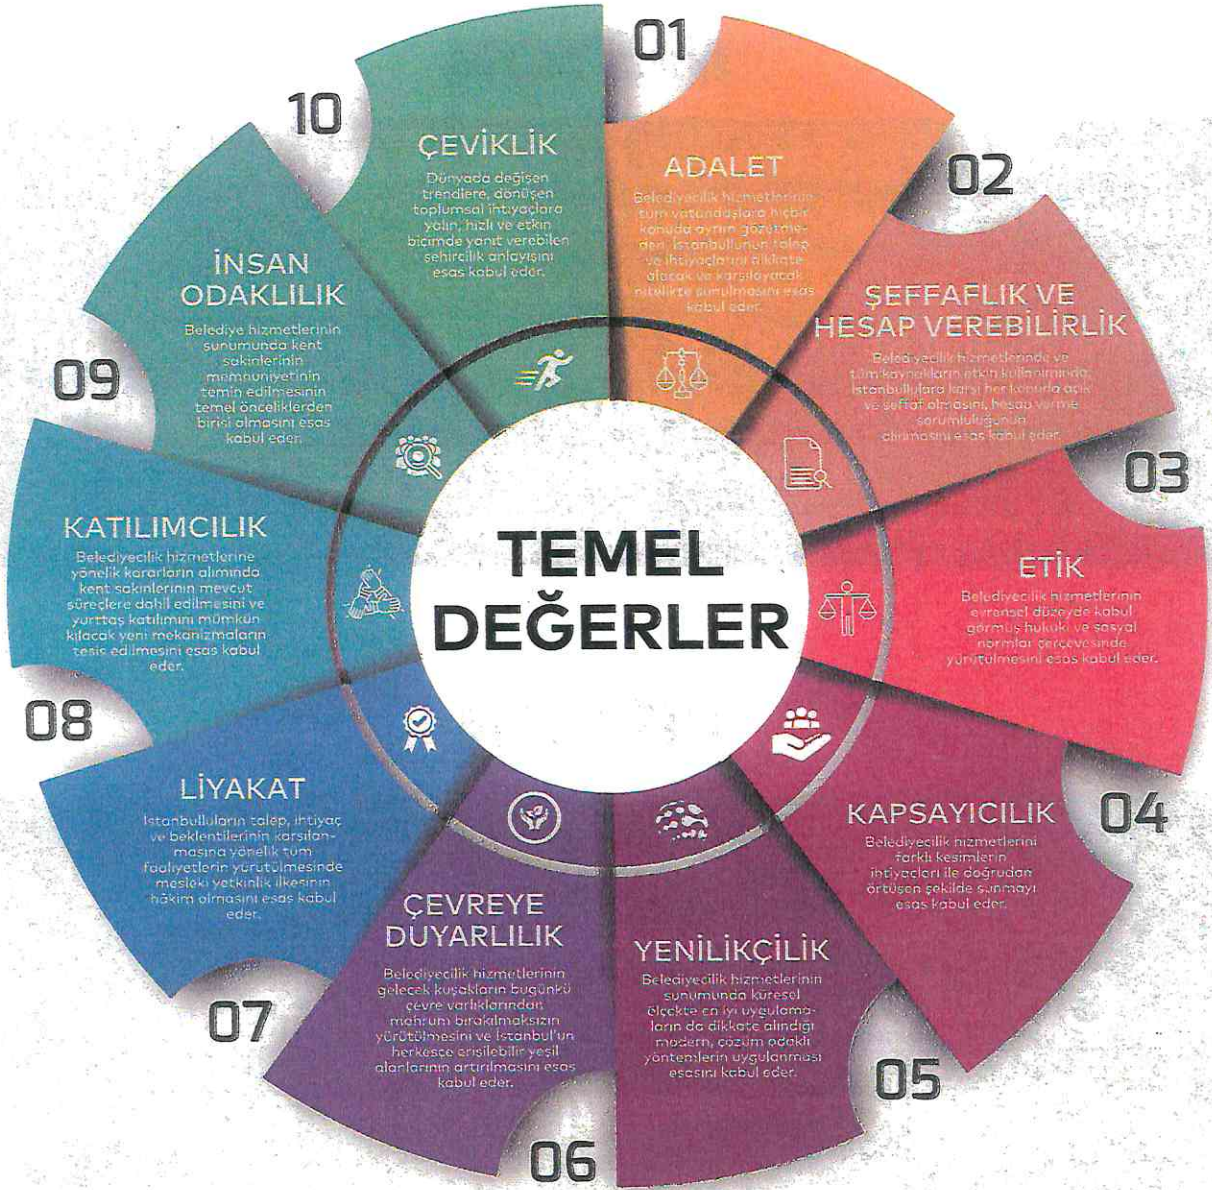 TEMEL
DEĞERLER
01
ADALET
Belediyecilik hizmetlerinin
tüm vatandaşlara hiçbir
konuda ayrım gözetme-
den, İstanbullunun talep
ve ihtiyaçlarını dikkate
alacak ve karşılayacak
nitelikte sunulmasını esas
kabul eder.
02
ŞEFFAFLIK VE
HESAP VEREBİLİRLİK
Belediyecilik hizmetlerinde ve
tüm kaynakların etkin kullanımında,
İstanbullulara karşı her konuda açık
ve şeffaf olmasını, hesap verme
sorumluluğunun
alınmasını esas kabul eder.
03
ETİK
Belediyecilik hizmetlerinin
evrensel düzeyde kabul
görmüş hukuki ve sosyal
normlar çerçevesinde
yürütülmesini esas kabul eder.
04
KAPSAYICILIK
Belediyecilik hizmetlerini
farklı kesimlerin
ihtiyaçları ile doğrudan
örtüşen şekilde sunmayı
esas kabul eder.
05
YENİLİKÇİLİK
Belediyecilik hizmetlerinin
sunumunda küresel
ölçekte en iyi uygulama-
ların da dikkate alındığı
modern, çözüm odaklı
yöntemlerin uygulanması
esasını kabul eder.
06
ÇEVREYE
DUYARLILIK
Belediyecilik hizmetlerinin
gelecek kuşakların bugünkü
çevre varlıklarından
mahrum bırakılmaksızın
yürütülmesini ve İstanbul'un
herkesçe erişilebilir yeşil
alanlarının artırılmasını esas
kabul eder.
07
LİYAKAT
İstanbulluların talep, ihtiyaç
ve beklentilerinin karşılan-
masına yönelik tüm
faaliyetlerin yürütülmesinde
mesleki yetkinlik ilkesinin
hâkim olmasını esas kabul
eder.
08
KATILIMCILIK
Belediyecilik hizmetlerine
yönelik kararların alımında
kent sakinlerinin mevcut
süreçlere dahil edilmesini ve
yurttaş katılımını mümkün
kılacak yeni mekanizmaların
tesis edilmesini esas kabul
eder.
09
İNSAN
ODAKLILIK
Belediye hizmetlerinin
sunumunda kent
sakinlerinin
memnuniyetinin
temin edilmesinin
temel önceliklerden
birisi olmasını esas
kabul eder.
10
ÇEVİKLİK
Dünyada değişen
trendlere, dönüşen
toplumsal ihtiyaçlara
yalın, hızlı ve etkin
biçimde yanıt verebilen
şehircilik anlayışını
esas kabul eder.